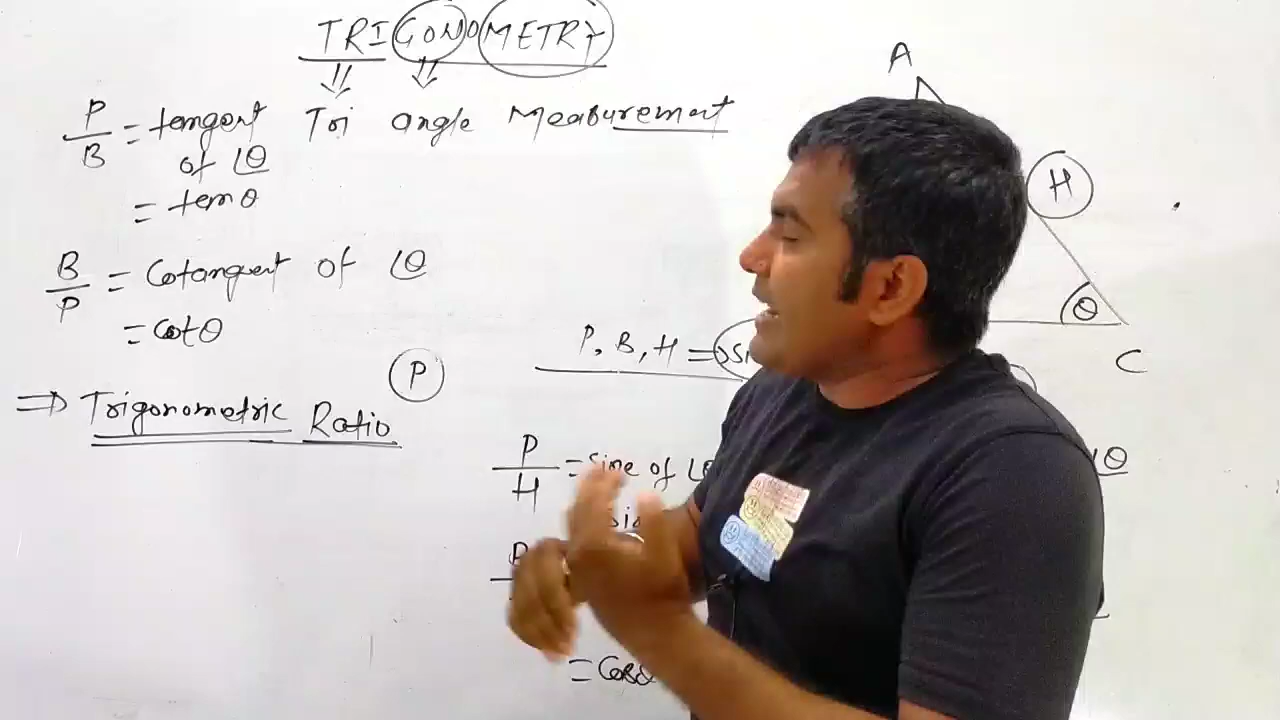 TRIGONOMETRY
Tri angle Measurement
P/B = tangent
of ∠θ
= tanθ
B/P = Cotangent of ∠θ
= Cotθ
⇒ Trigonometric Ratio
P
A
H
θ
C
P, B, H ⇒
P/H = Sine of ∠θ
∠θ